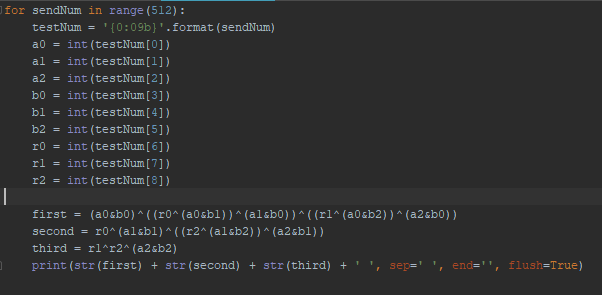 for sendNum in range(512):
    testNum = '{0:09b}'.format(sendNum)
    a0 = int(testNum[0])
    a1 = int(testNum[1])
    a2 = int(testNum[2])
    b0 = int(testNum[3])
    b1 = int(testNum[4])
    b2 = int(testNum[5])
    r0 = int(testNum[6])
    r1 = int(testNum[7])
    r2 = int(testNum[8])
    first = (a0&b0)^((r0^(a0&b1))^(a1&b0))^((r1^(a0&b2))^(a2&b0))
    second = r0^(a1&b1)^((r2^(a1&b2))^(a2&b1))
    third = r1^r2^(a2&b2)
    print(str(first) + str(second) + str(third) + ' ', sep=' ', end='', flush=True)